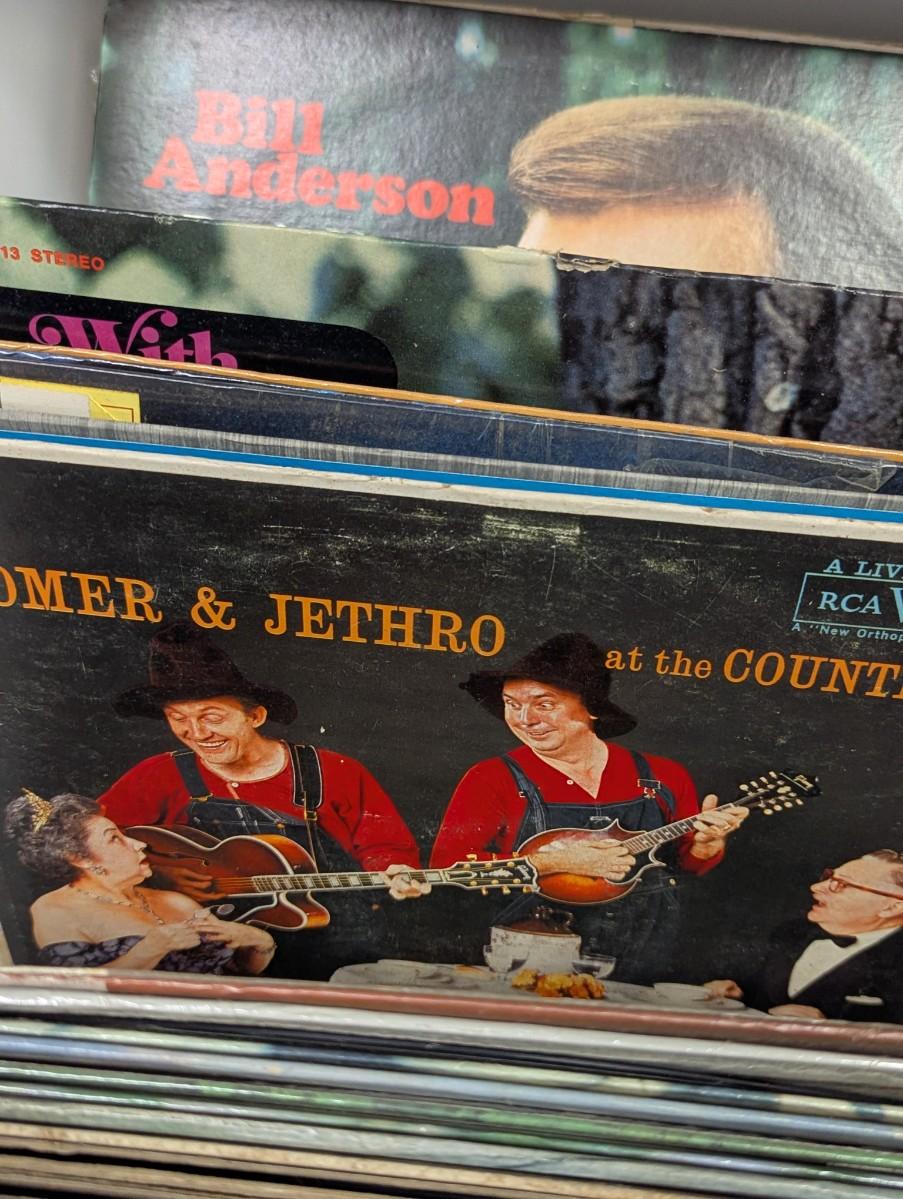 Bill
Anderson
13 STEREO
With
OMER & JETHRO
at the COUNT
A LIV
RCA V
A "New Orthop